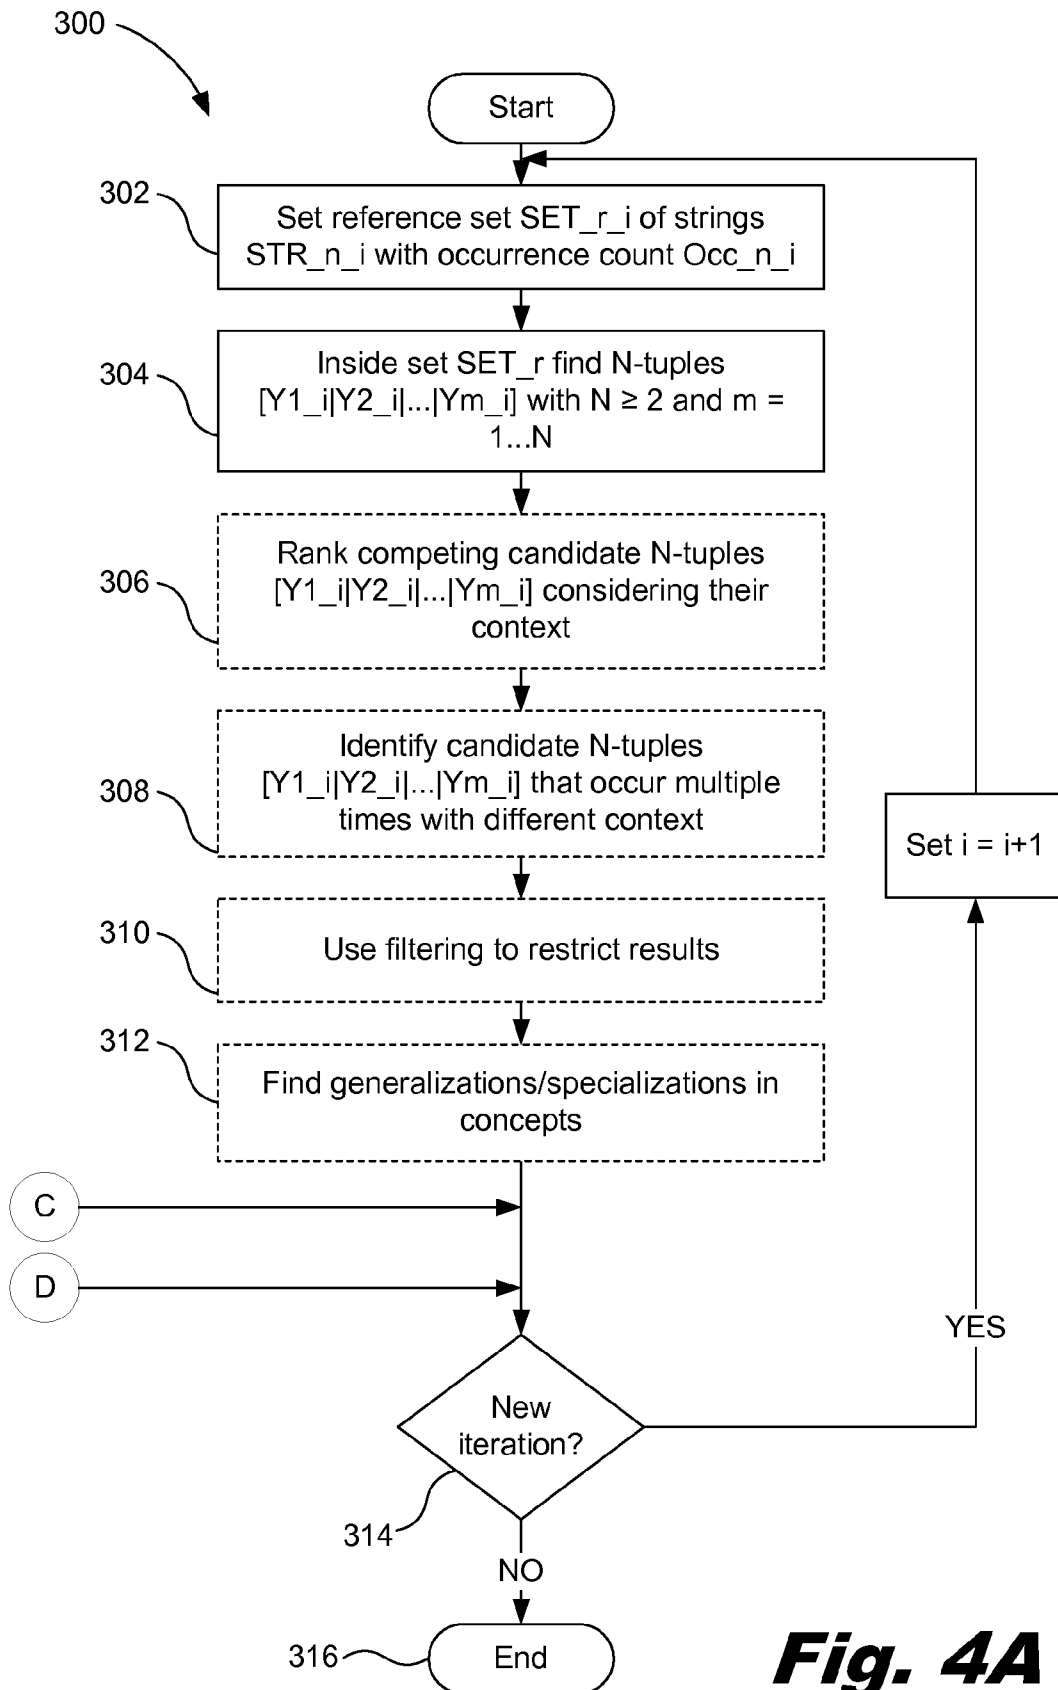 300
Start
302
Set reference set SET_r_i of strings
STR_n_i with occurrence count Occ_n_i
304
Inside set SET_r find N-tuples
[Y1_i|Y2_i|...|Ym_i] with N ≥ 2 and m =
1...N
306
Rank competing candidate N-tuples
[Y1_i|Y2_i|...|Ym_i] considering their
context
308
Identify candidate N-tuples
[Y1_i|Y2_i|...|Ym_i] that occur multiple
times with different context
Set i = i+1
310
Use filtering to restrict results
312
Find generalizations/specializations in
concepts
C
D
YES
New
iteration?
314
NO
316
End
Fig. 4A